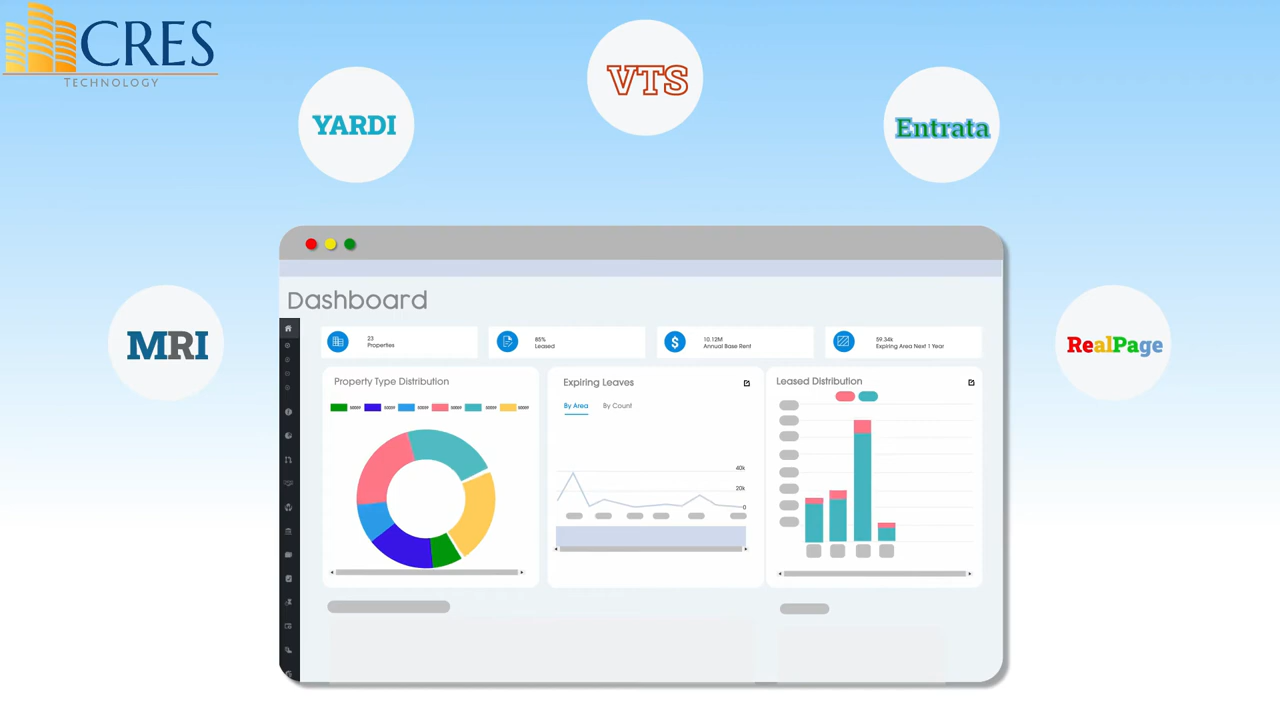 CRES
TECHNOLOGY
VTS
YARDI
Entrata
MRI
RealPage
Dashboard
23
Properties
85%
Leased
10.12M
Annual Base Rent
59.34k
Expiring Area Next 1 Year
Property Type Distribution
Expiring Leaves
By Area By Count
40k
20k
0
Leased Distribution